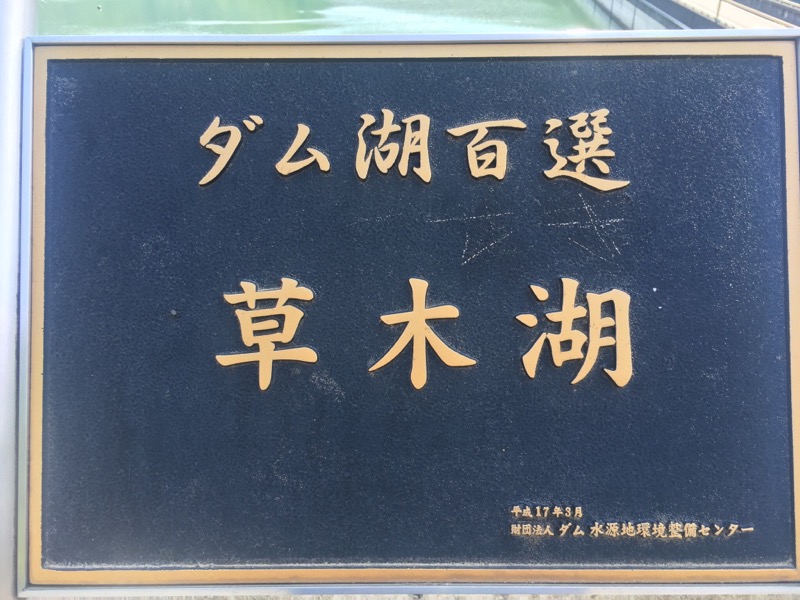 ダム湖百選
草木湖
平成17年3月
財団法人 ダム水源地環境整備センター